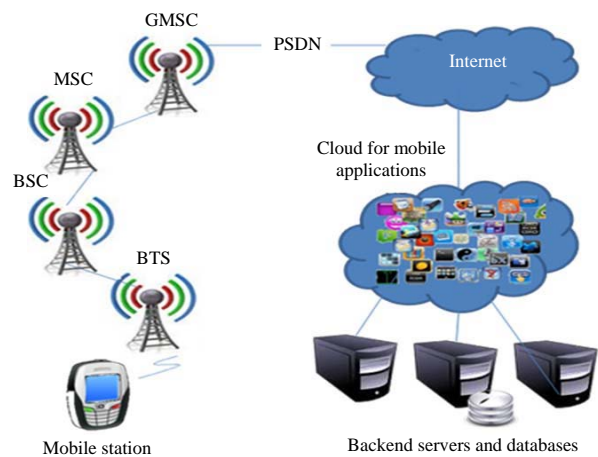 GMSC
PSDN
Internet
MSC
Cloud for mobile
applications
BSC
BTS
Mobile station
Backend servers and databases